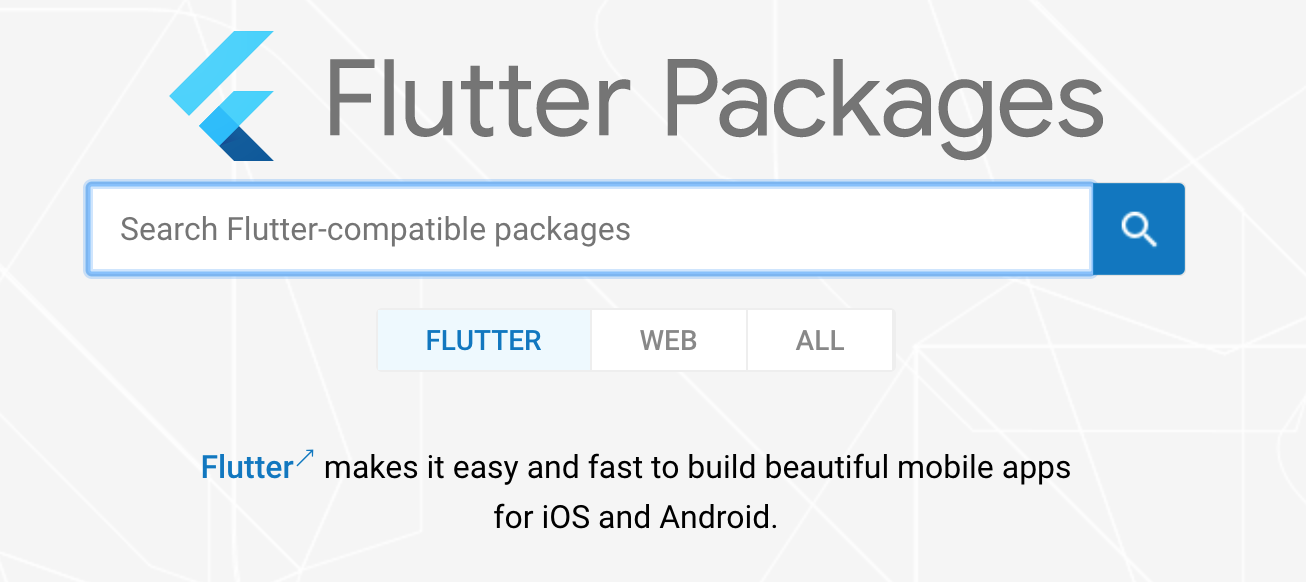 Flutter Packages
Search Flutter-compatible packages
FLUTTER WEB ALL
Flutter↗ makes it easy and fast to build beautiful mobile apps
for iOS and Android.